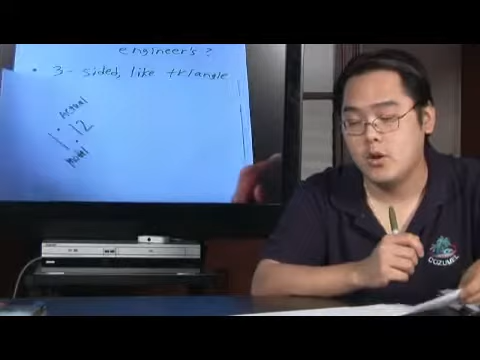 engineer's ?
• 3- sided, like triangle
Actual
1 : 12
model
COZUMEL